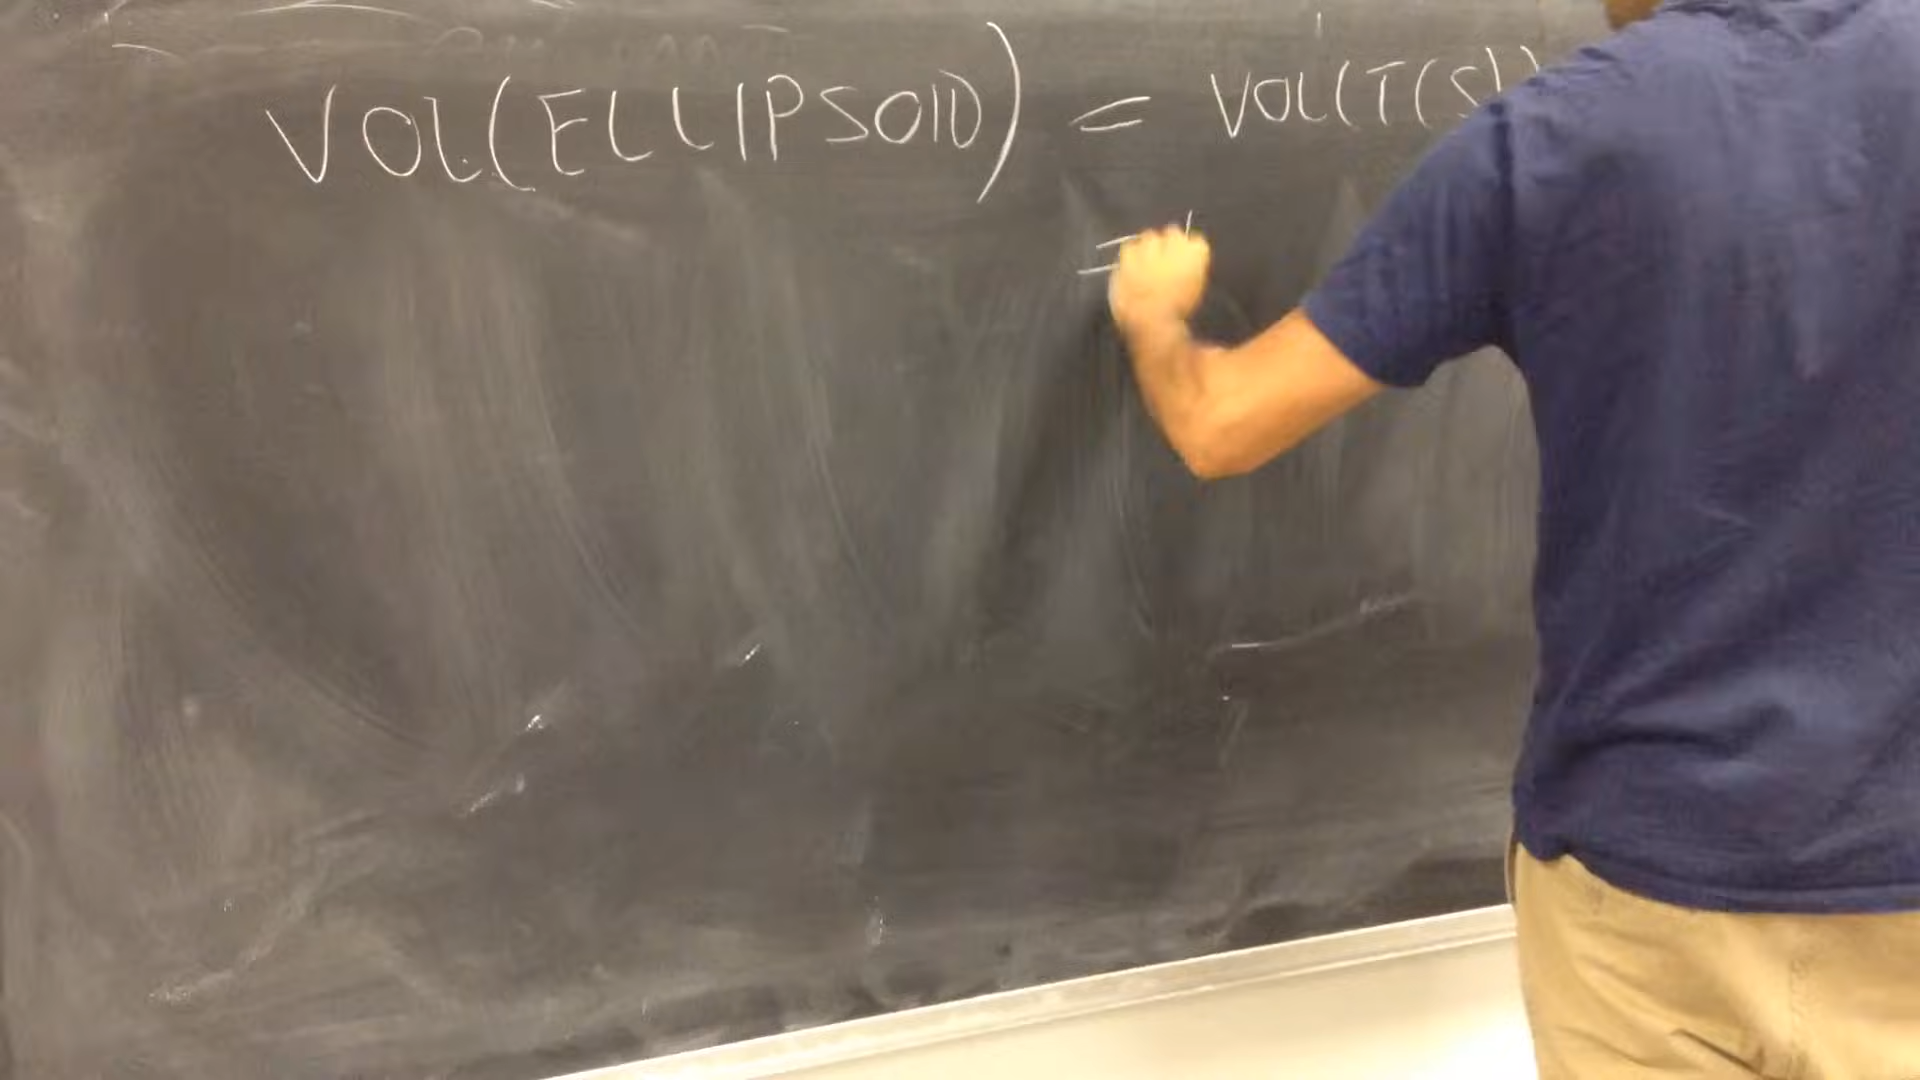 VOL(ELLIPSOID) = VOL(T(S))
=